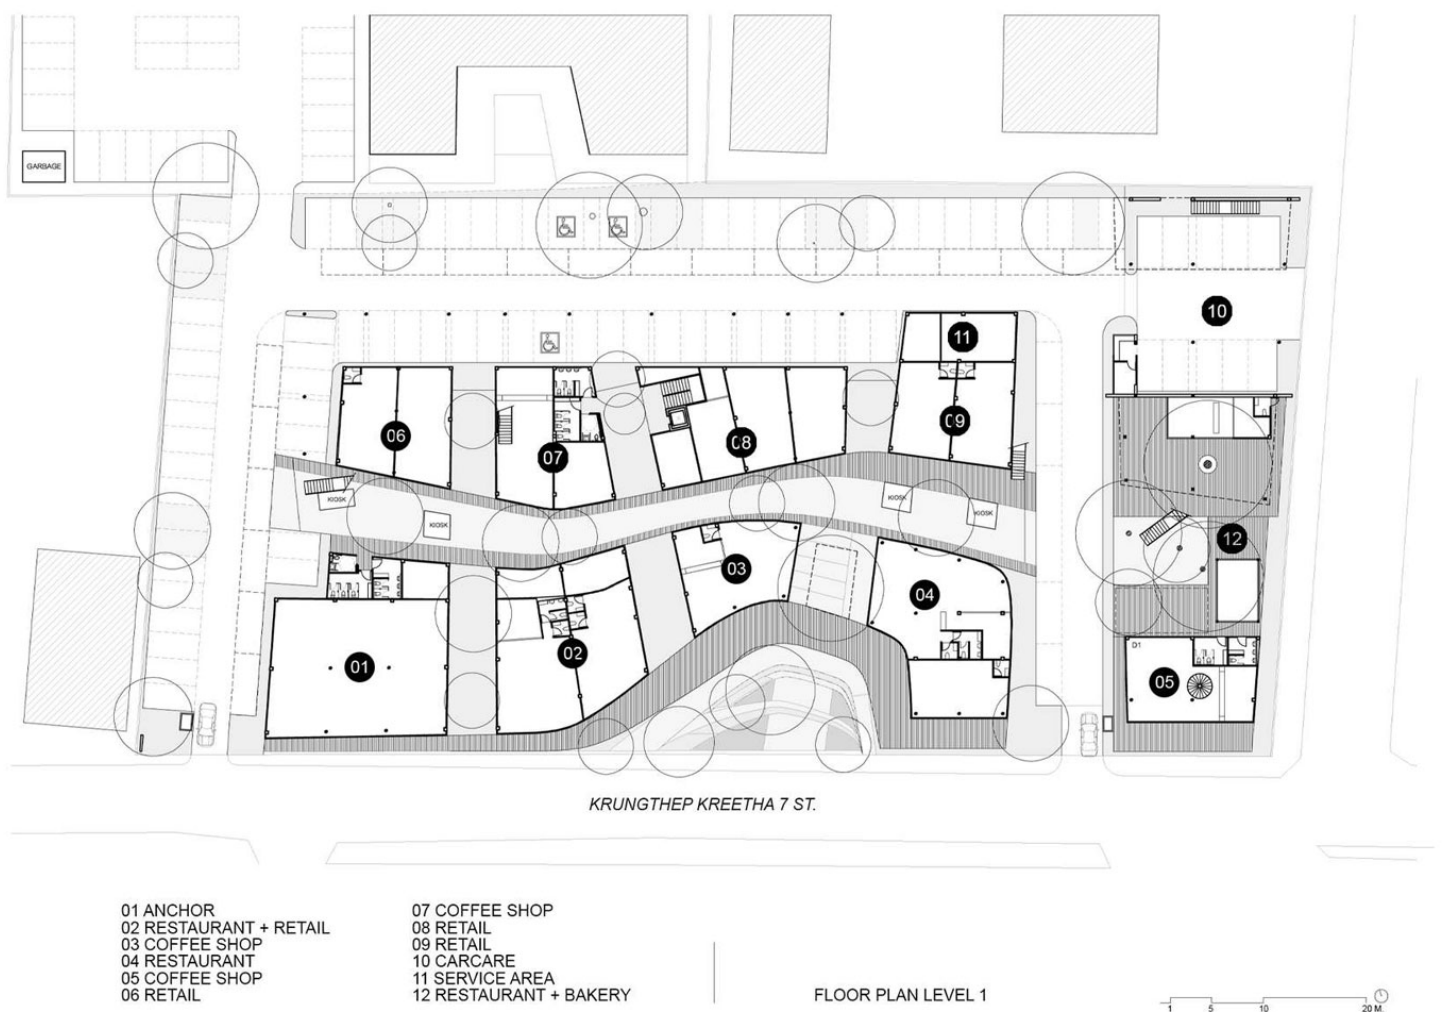 GARBAGE
10
11
06
09
08
07
KIOSK
KIOSK
KIOSK
KIOSK
12
03
04
01
02
D1
05
KRUNGTHEP KREETHA 7 ST.
01 ANCHOR
02 RESTAURANT + RETAIL
03 COFFEE SHOP
04 RESTAURANT
05 COFFEE SHOP
06 RETAIL
07 COFFEE SHOP
08 RETAIL
09 RETAIL
10 CARCARE
11 SERVICE AREA
12 RESTAURANT + BAKERY
FLOOR PLAN LEVEL 1
1 5 10 20 M.